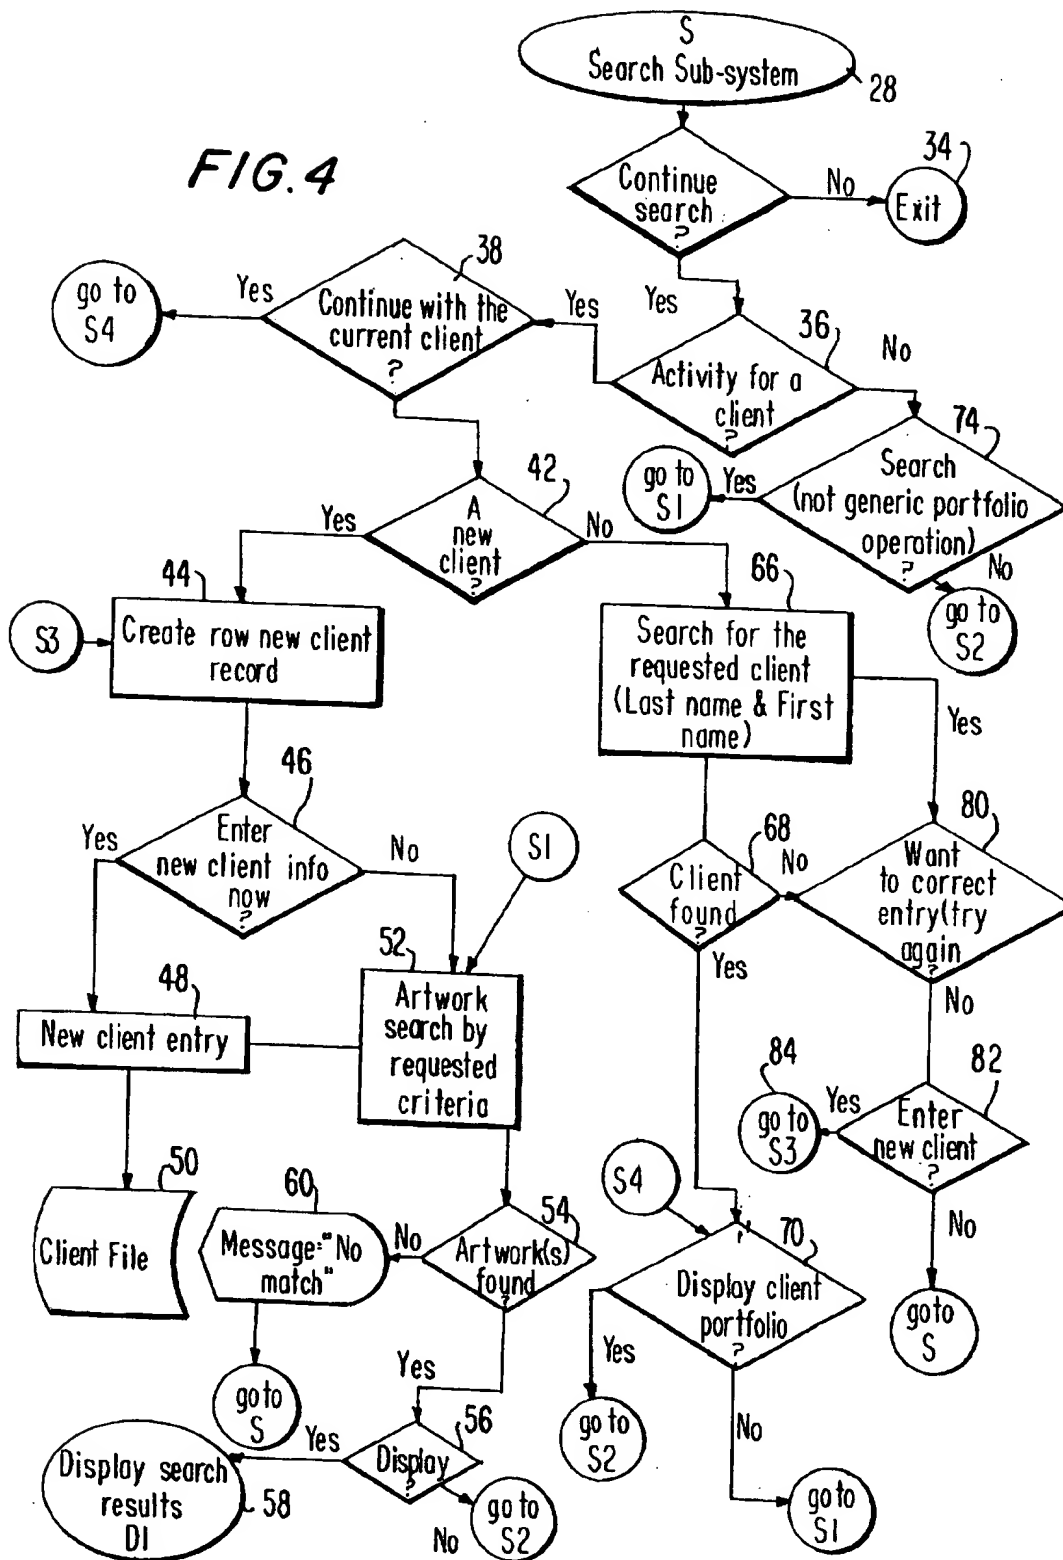 S
Search Sub-system
28
FIG.4
Continue
search
?
No
34
Exit
Yes
38
Continue with the
current client
?
Yes
go to
S4
Yes
36
Activity for a
client
?
No
74
Search
(not generic portfolio
operation)
?
Yes
go to
S1
No
go to
S2
42
A
new
client
?
Yes
No
44
Create row new client
record
S3
66
Search for the
requested client
(Last name & First
name)
Yes
46
Enter
new client info
now
?
Yes
No
S1
68
Client
found
?
No
Yes
80
Want
to correct
entry(try
again
?
No
48
New client entry
52
Artwork
search by
requested
criteria
84
go to
S3
Yes
82
Enter
new client
?
No
50
Client File
60
Message="No
match"
No
54
Artwork(s)
found
?
S4
70
Display client
portfolio
?
go to
S
go to
S
Yes
Yes
go to
S2
No
56
Display
?
Yes
Display search
results
D1
58
No
go to
S2
go to
S1